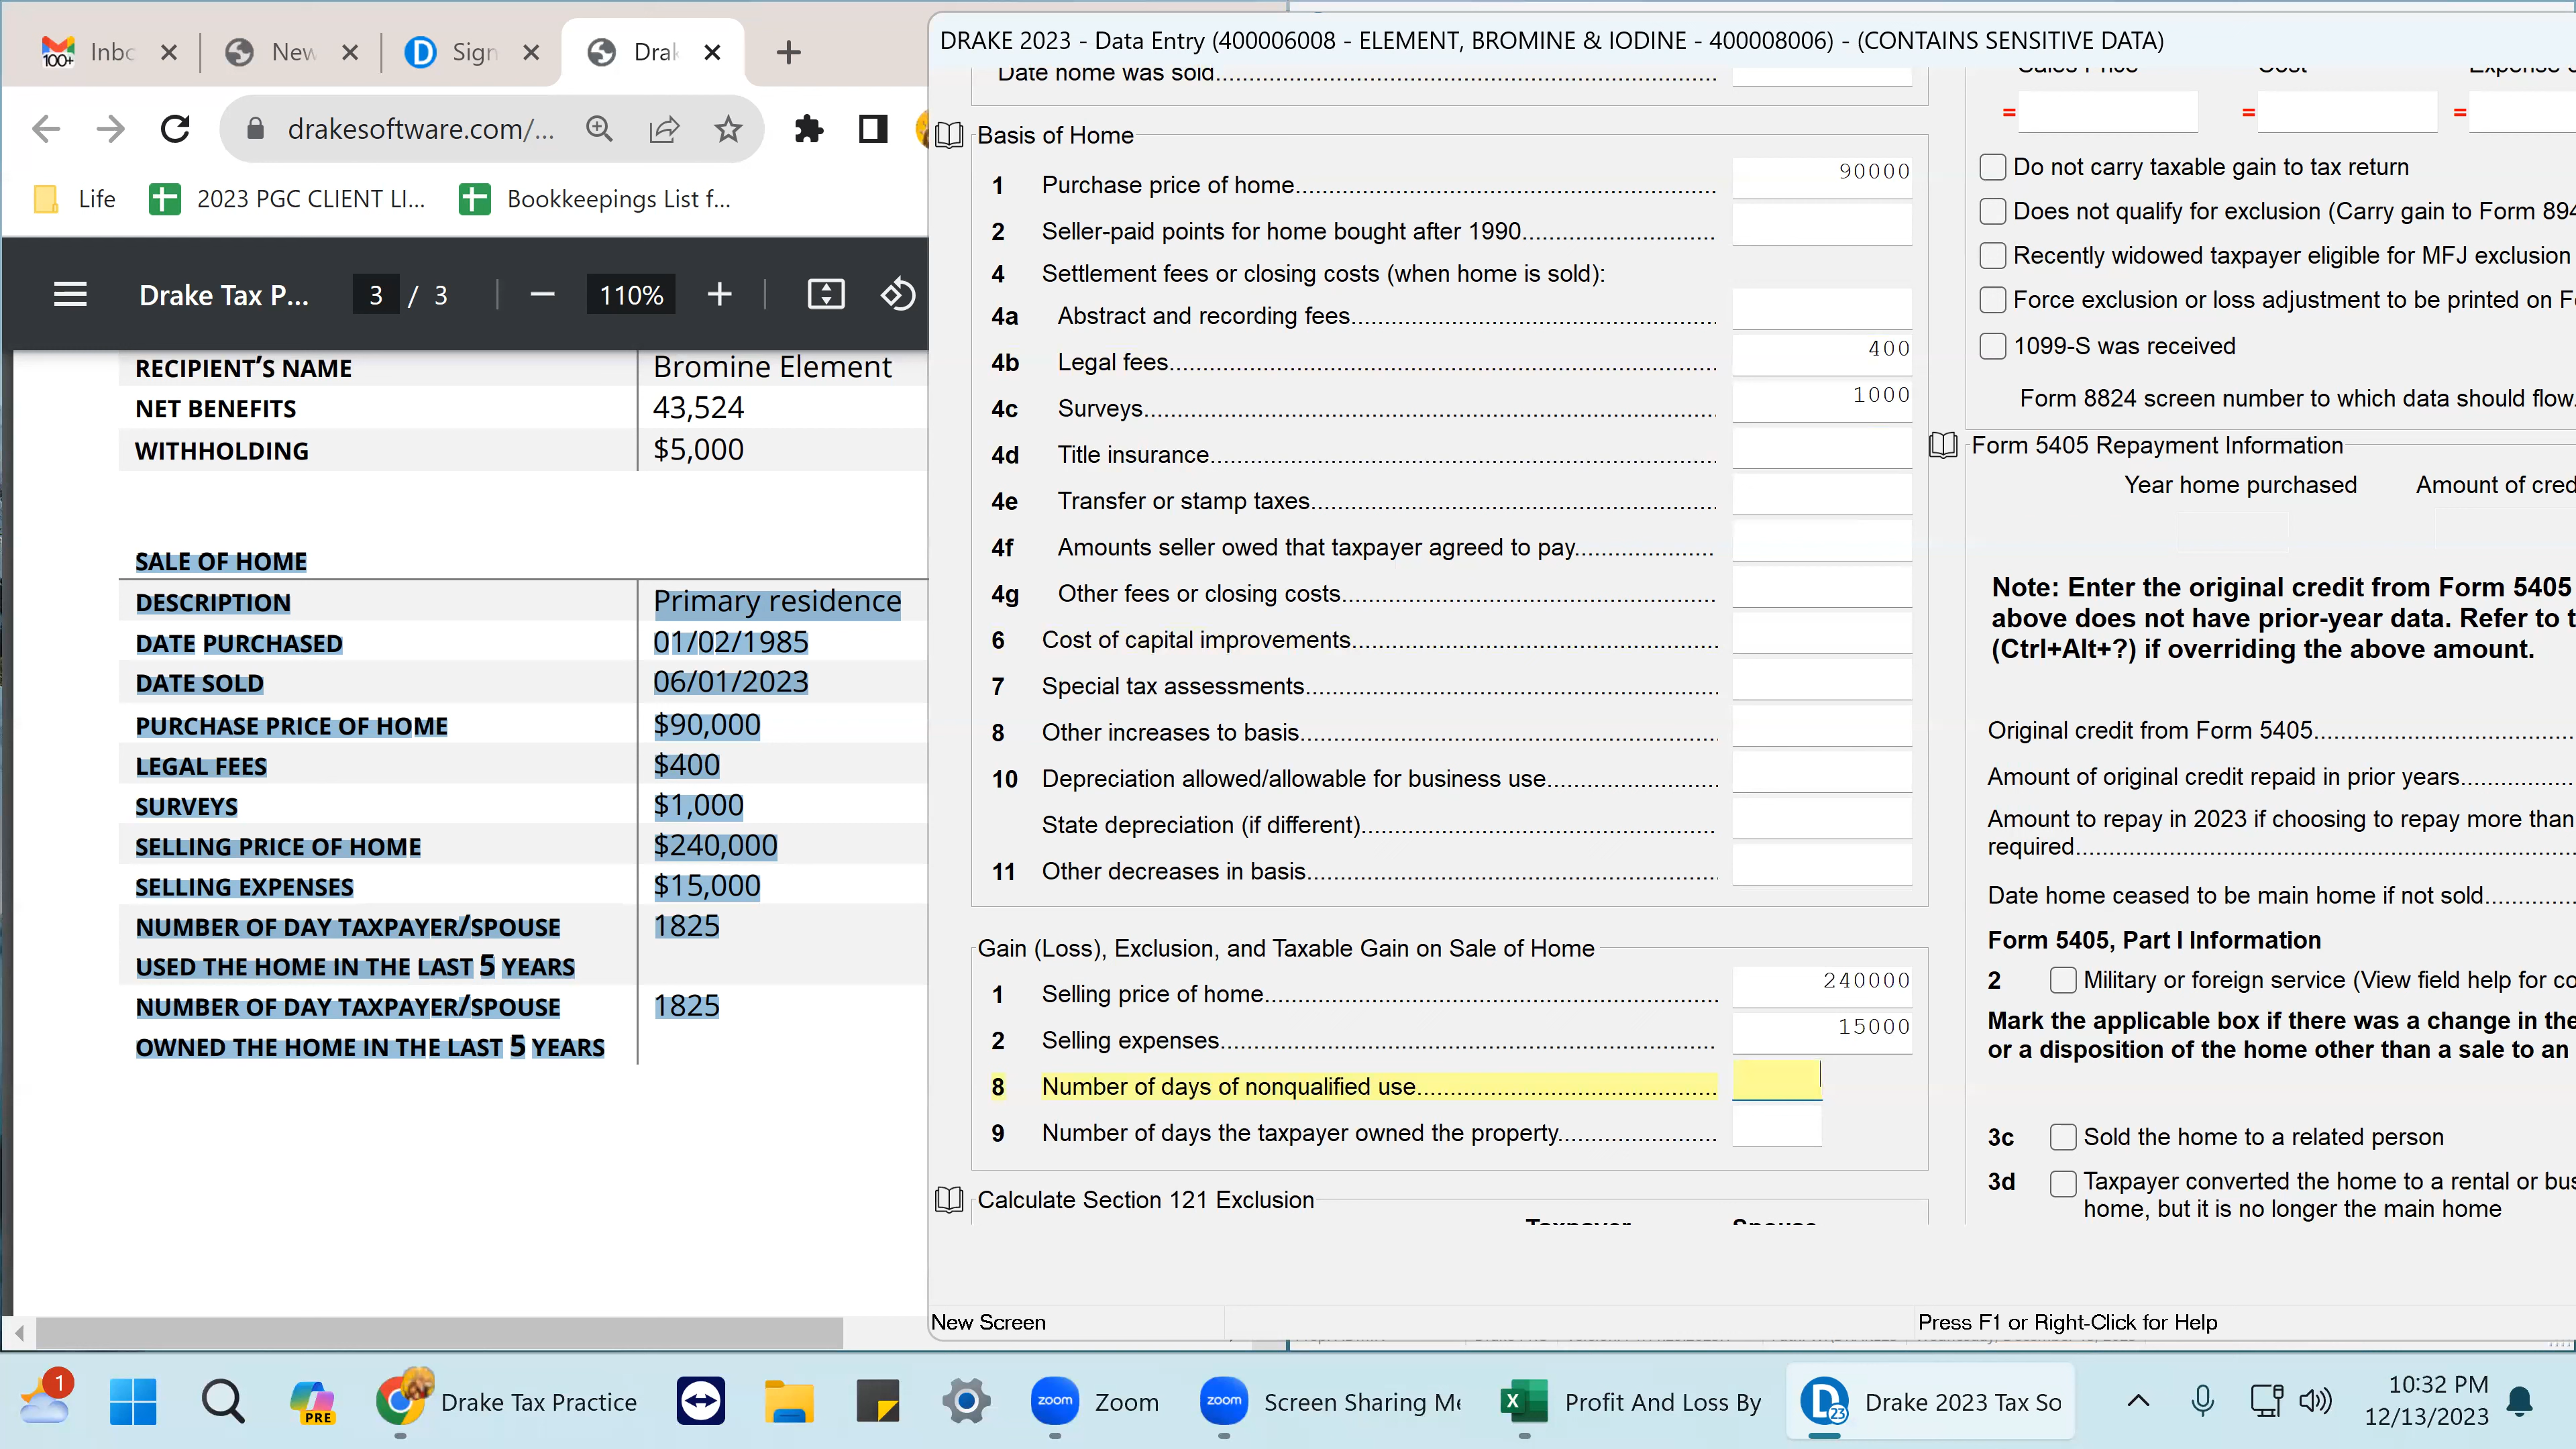 Inbc
New
Sign
Drak
drakesoftware.com/...
Life
2023 PGC CLIENT LI...
Bookkeepings List f...
Drake Tax P...
3 / 3
110%
RECIPIENT'S NAME Bromine Element
NET BENEFITS 43,524
WITHHOLDING $5,000
SALE OF HOME
DESCRIPTION Primary residence
DATE PURCHASED 01/02/1985
DATE SOLD 06/01/2023
PURCHASE PRICE OF HOME $90,000
LEGAL FEES $400
SURVEYS $1,000
SELLING PRICE OF HOME $240,000
SELLING EXPENSES $15,000
NUMBER OF DAY TAXPAYER/SPOUSE 1825
USED THE HOME IN THE LAST 5 YEARS
NUMBER OF DAY TAXPAYER/SPOUSE 1825
OWNED THE HOME IN THE LAST 5 YEARS
DRAKE 2023 - Data Entry (400006008 - ELEMENT, BROMINE & IODINE - 400008006) - (CONTAINS SENSITIVE DATA)
Date home was sold
Basis of Home
1 Purchase price of home 90000
2 Seller-paid points for home bought after 1990
4 Settlement fees or closing costs (when home is sold):
4a Abstract and recording fees
4b Legal fees 400
4c Surveys 1000
4d Title insurance
4e Transfer or stamp taxes
4f Amounts seller owed that taxpayer agreed to pay
4g Other fees or closing costs
6 Cost of capital improvements
7 Special tax assessments
8 Other increases to basis
10 Depreciation allowed/allowable for business use
State depreciation (if different)
11 Other decreases in basis
Gain (Loss), Exclusion, and Taxable Gain on Sale of Home
1 Selling price of home 240000
2 Selling expenses 15000
8 Number of days of nonqualified use
9 Number of days the taxpayer owned the property
Calculate Section 121 Exclusion
Taxpayer Spouse
Sales Price Cost Expense
= = =
Do not carry taxable gain to tax return
Does not qualify for exclusion (Carry gain to Form 894
Recently widowed taxpayer eligible for MFJ exclusion
Force exclusion or loss adjustment to be printed on F
1099-S was received
Form 8824 screen number to which data should flow.
Form 5405 Repayment Information
Year home purchased Amount of cred
Note: Enter the original credit from Form 5405
above does not have prior-year data. Refer to t
(Ctrl+Alt+?) if overriding the above amount.
Original credit from Form 5405
Amount of original credit repaid in prior years
Amount to repay in 2023 if choosing to repay more than
required
Date home ceased to be main home if not sold
Form 5405, Part I Information
2 Military or foreign service (View field help for co
Mark the applicable box if there was a change in the
or a disposition of the home other than a sale to an
3c Sold the home to a related person
3d Taxpayer converted the home to a rental or bus
home, but it is no longer the main home
New Screen
Press F1 or Right-Click for Help
1
PRE
Drake Tax Practice
zoom Zoom
zoom Screen Sharing Me
Profit And Loss By
23 Drake 2023 Tax So
10:32 PM
12/13/2023